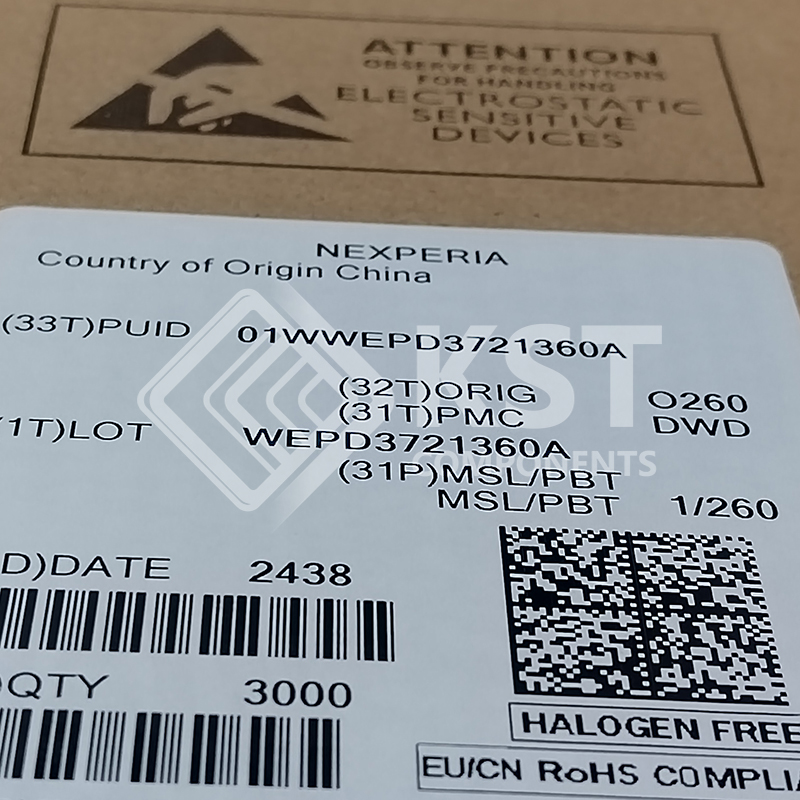 ATTENTION
OBSERVE PRECAUTIONS
FOR HANDLING
ELECTROSTATIC
SENSITIVE
DEVICES
NEXPERIA
Country of Origin China
(33T)PUID 01WWEPD3721360A
KST
COMPONENTS
(32T)ORIG O260
(31T)PMC DWD
(1T)LOT WEPD3721360A
(31P)MSL/PBT
MSL/PBT 1/260
D)DATE 2438
)QTY 3000
HALOGEN FREE
EU/CN RoHS COMPLIA